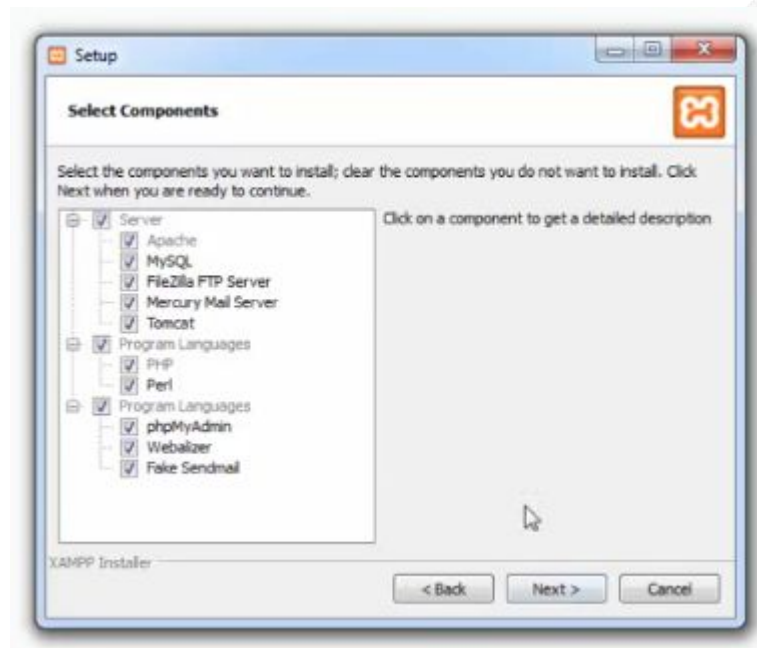 Setup
Select Components
Select the components you want to install; clear the components you do not want to install. Click
Next when you are ready to continue.
Server
Apache
MySQL
FileZilla FTP Server
Mercury Mail Server
Tomcat
Program Languages
PHP
Perl
Program Languages
phpMyAdmin
Webalizer
Fake Sendmail
Click on a component to get a detailed description
XAMPP Installer
< Back
Next >
Cancel